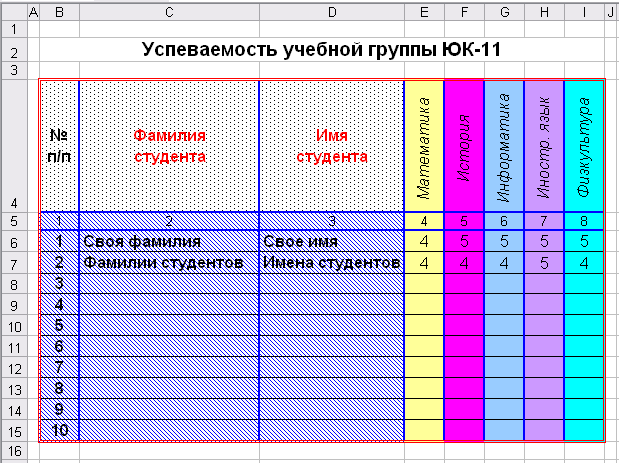 A B C D E F G H I J
1
2 Успеваемость учебной группы ЮК-11
3
4 № п/п Фамилия студента Имя студента Математика История Информатика Иностр. язык Физкультура
5 1 2 3 4 5 6 7 8
6 1 Своя фамилия Свое имя 4 5 5 5 5
7 2 Фамилии студентов Имена студентов 4 4 4 5 4
8 3
9 4
10 5
11 6
12 7
13 8
14 9
15 10
16